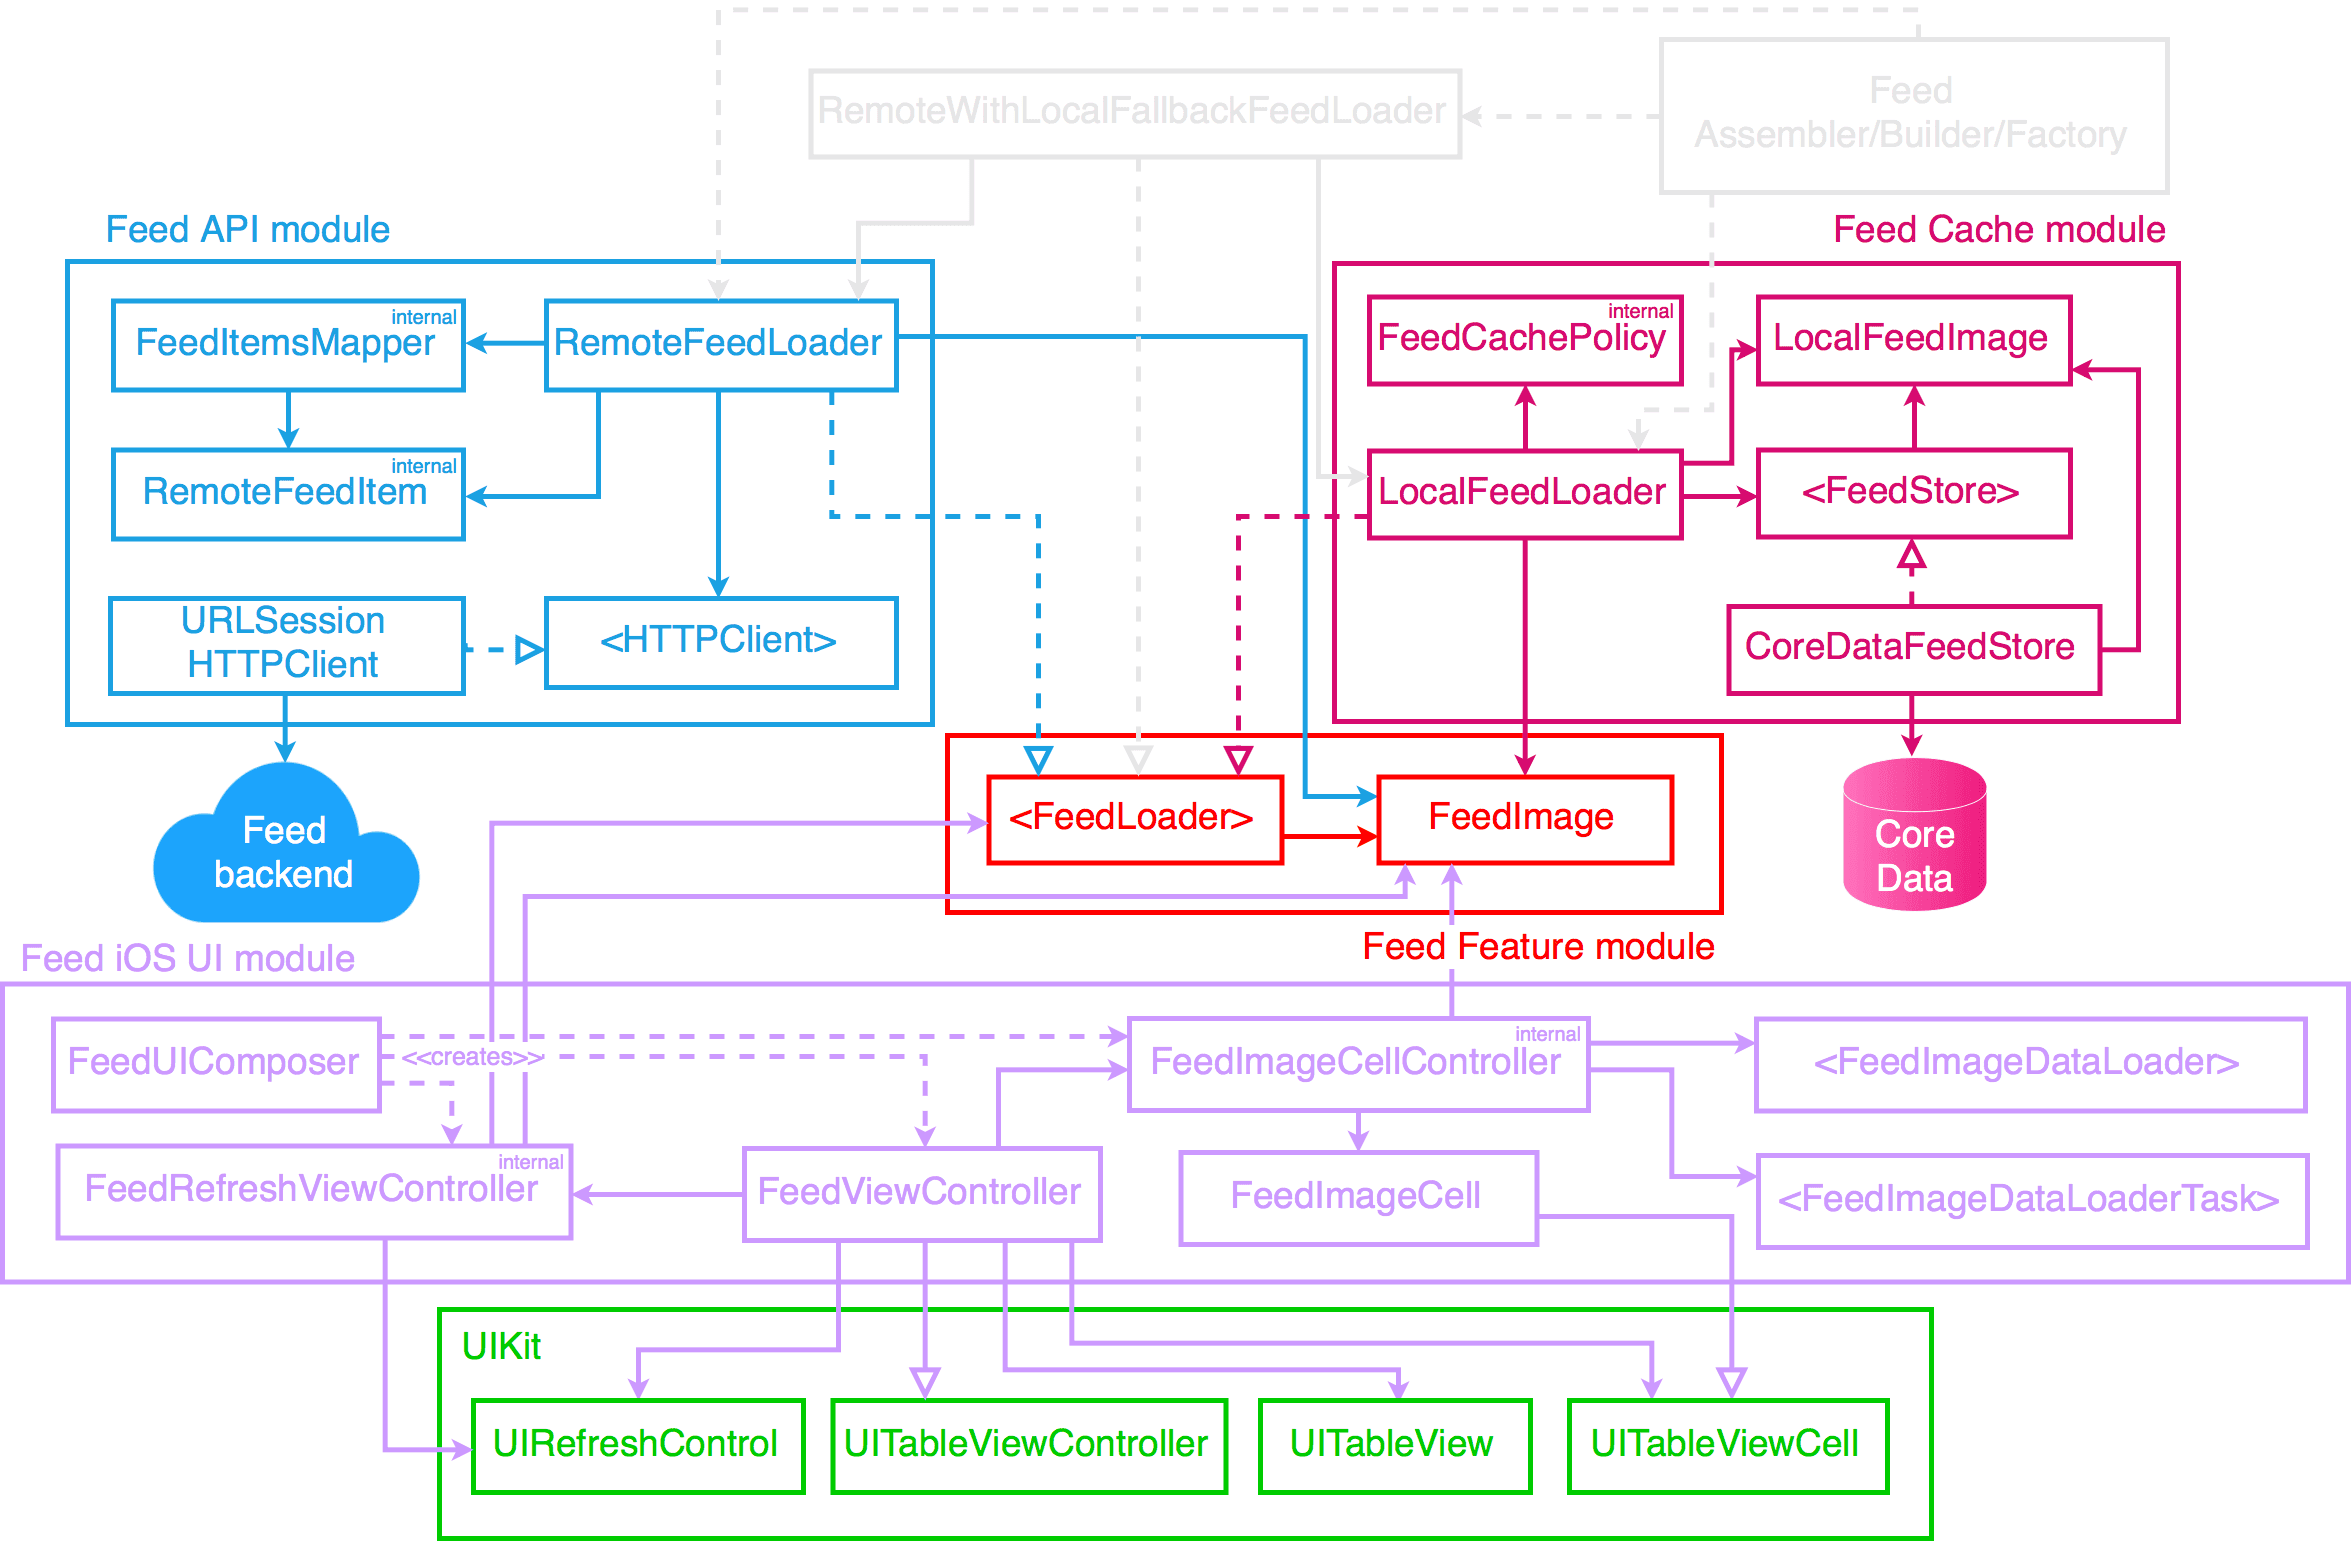 RemoteWithLocalFallbackFeedLoader
Feed
Assembler/Builder/Factory
Feed API module
Feed Cache module
internal
FeedItemsMapper
RemoteFeedLoader
internal
FeedCachePolicy
LocalFeedImage
internal
RemoteFeedItem
LocalFeedLoader
<FeedStore>
URLSession
HTTPClient
<HTTPClient>
CoreDataFeedStore
Feed
backend
<FeedLoader>
FeedImage
Core
Data
Feed iOS UI module
Feed Feature module
FeedUIComposer
<<creates>>
internal
FeedImageCellController
<FeedImageDataLoader>
internal
FeedRefreshViewController
FeedViewController
FeedImageCell
<FeedImageDataLoaderTask>
UIKit
UIRefreshControl
UITableViewController
UITableView
UITableViewCell